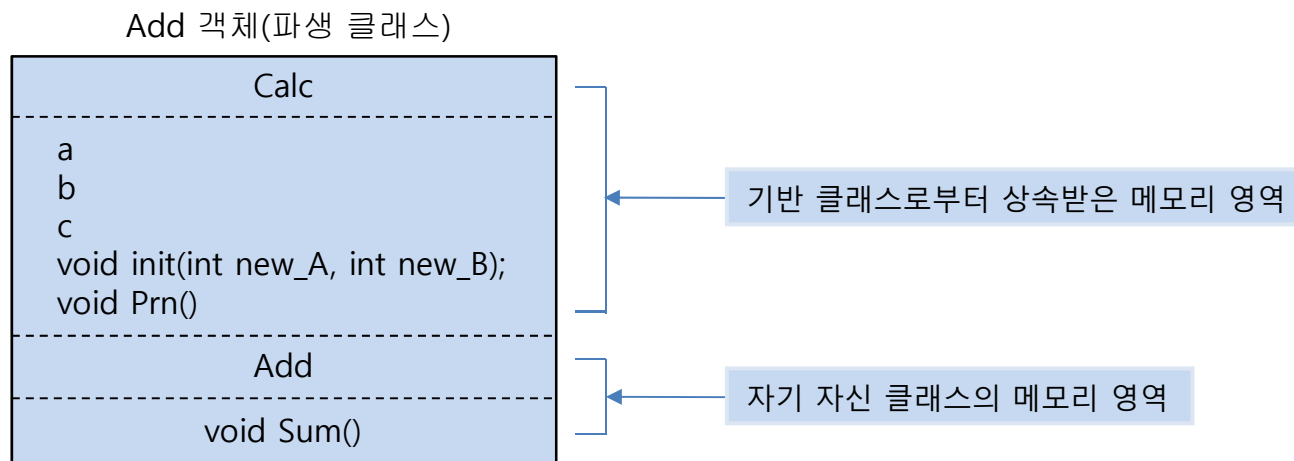 Add 객체(파생 클래스)
Calc
a
b
c
void init(int new_A, int new_B);
void Prn()
기반 클래스로부터 상속받은 메모리 영역
Add
void Sum()
자기 자신 클래스의 메모리 영역